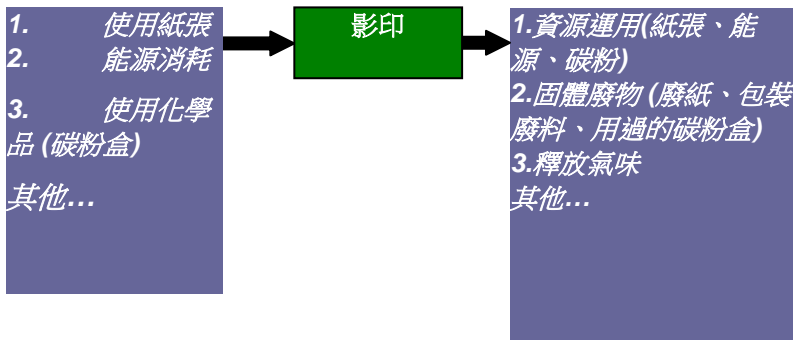 1. 使用紙張
2. 能源消耗
3. 使用化學
品 (碳粉盒)
其他...
影印
1.資源運用(紙張、能
源、碳粉)
2.固體廢物 (廢紙、包裝
廢料、用過的碳粉盒)
3.釋放氣味
其他...